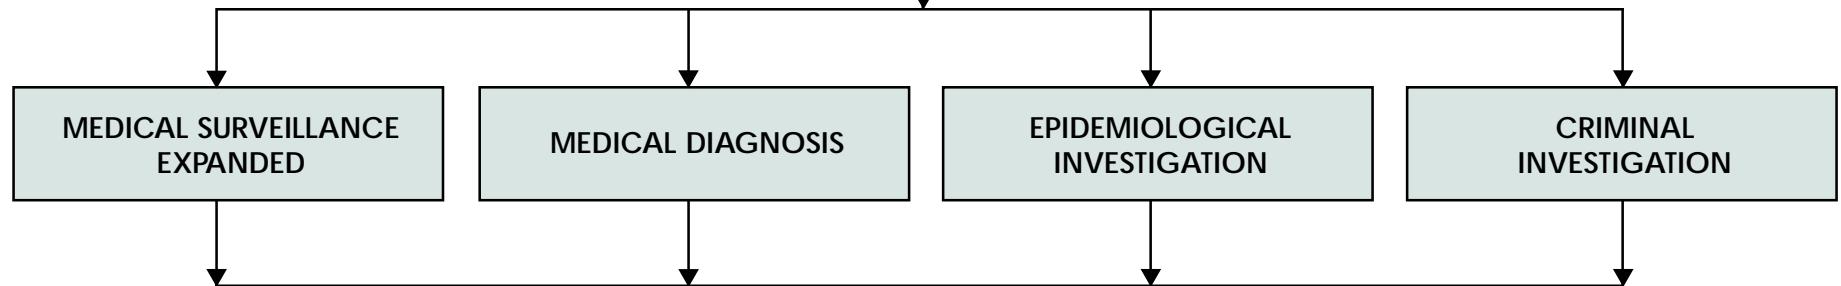 MEDICAL SURVEILLANCE
EXPANDED
MEDICAL DIAGNOSIS
EPIDEMIOLOGICAL
INVESTIGATION
CRIMINAL
INVESTIGATION